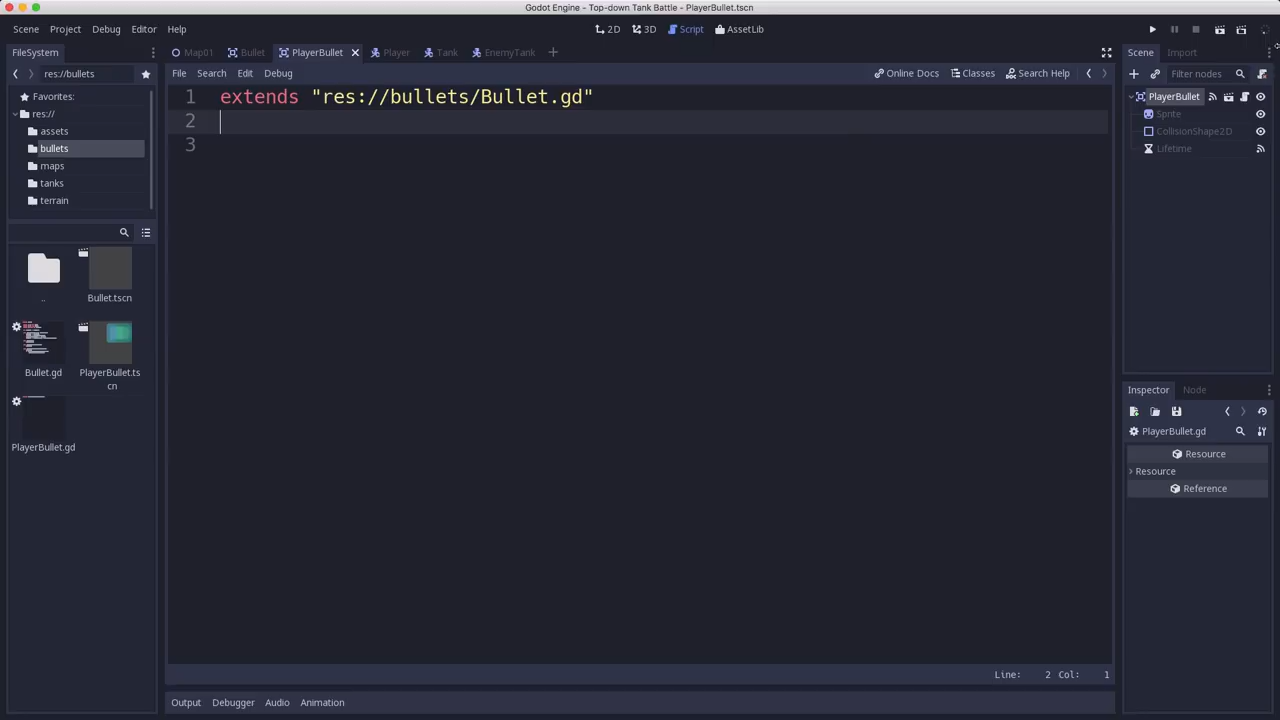 Godot Engine - Top-down Tank Battle - PlayerBullet.tscn
Scene Project Debug Editor Help
2D 3D Script AssetLib
FileSystem
Map01 Bullet PlayerBullet Player Tank EnemyTank
Scene Import
res://bullets
File Search Edit Debug
Online Docs Classes Search Help
Filter nodes
Favorites:
res://
assets
bullets
maps
tanks
terrain
1 extends "res://bullets/Bullet.gd"
2
3
PlayerBullet
Sprite
CollisionShape2D
Lifetime
..
Bullet.tscn
Bullet.gd
PlayerBullet.ts
cn
PlayerBullet.gd
Inspector Node
PlayerBullet.gd
Resource
Resource
Reference
Line: 2 Col: 1
Output Debugger Audio Animation